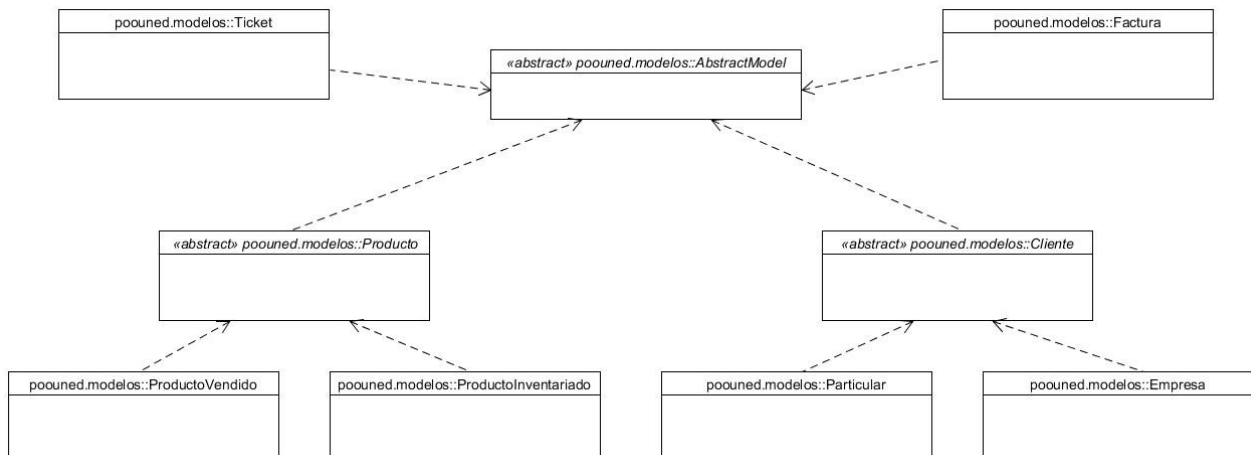 poouned.modelos::Ticket
poouned.modelos::Factura
«abstract» poouned.modelos::AbstractModel
«abstract» poouned.modelos::Producto
«abstract» poouned.modelos::Cliente
poouned.modelos::ProductoVendido
poouned.modelos::ProductoInventariado
poouned.modelos::Particular
poouned.modelos::Empresa